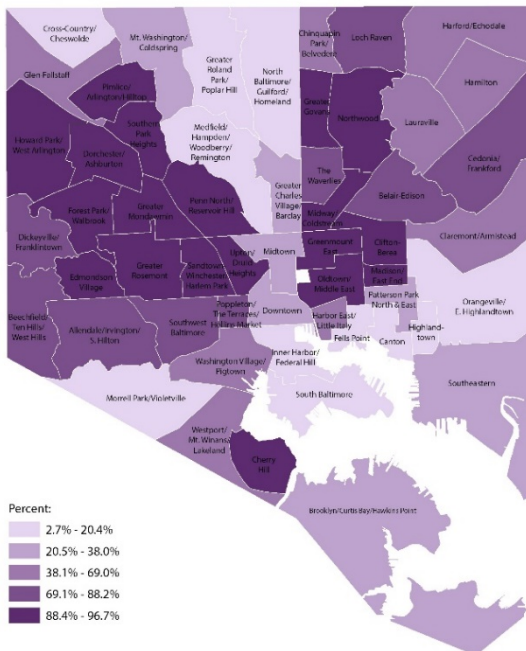 Cross-Country/
Cheswolde
Mt. Washington/
Coldspring
Greater
Roland
Park/
Poplar Hill
North
Baltimore/
Guilford/
Homeland
Chinquapin
Park/
Belvedere
Loch Raven
Harford/Echodale
Glen Fallstaff
Pimlico/
Arlington/Hilltop
Hamilton
Greater
Govans
Northwood
Lauraville
Howard Park/
West Arlington
Southern
Park
Heights
Dorchester/
Ashburton
Medfield/
Hampden/
Woodberry/
Remington
Cedonia/
Frankford
The
Waverlies
Belair-Edison
Greater
Charles
Village/
Barclay
Forest Park/
Walbrook
Greater
Mondawmin
Penn North/
Reservoir Hill
Midway/
Coldstream
Dickeyville/
Franklintown
Claremont/Armistead
Midtown
Greenmount East
Clifton-
Berea
Edmondson
Village
Greater
Rosemont
Sandtown
Winchester/
Harlem Park
Upton/
Druid
Heights
Oldtown/
Middle East
Madison/
East End
Patterson Park
North & East
Orangeville/
E. Highlandtown
Beechfield/
Ten Hills/
West Hills
Allendale/Irvington/
S. Hilton
Southwest
Baltimore
Poppleton/
The Terraces/
Hollins Market
Downtown
Harbor East/
Little Italy
Fells Point
Canton
Highland-
town
Washington Village/
Pigtown
Inner Harbor/
Federal Hill
Southeastern
Morrell Park/Violetville
South Baltimore
Westport/
Mt. Winans/
Lakeland
Cherry
Hill
Brooklyn/Curtis Bay/Hawkins Point
Percent:
2.7% - 20.4%
20.5% - 38.0%
38.1% - 69.0%
69.1% - 88.2%
88.4% - 96.7%